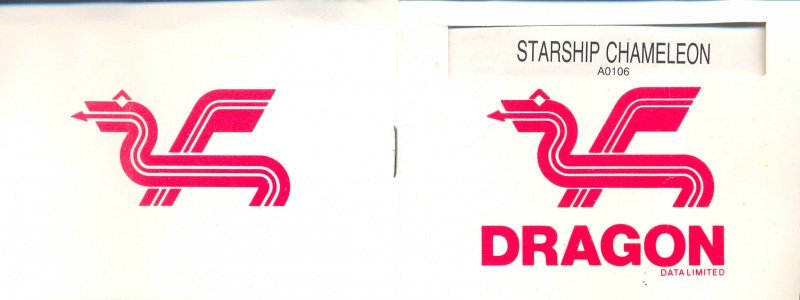 STARSHIP CHAMELEON
A0106
DRAGON
DATA LIMITED